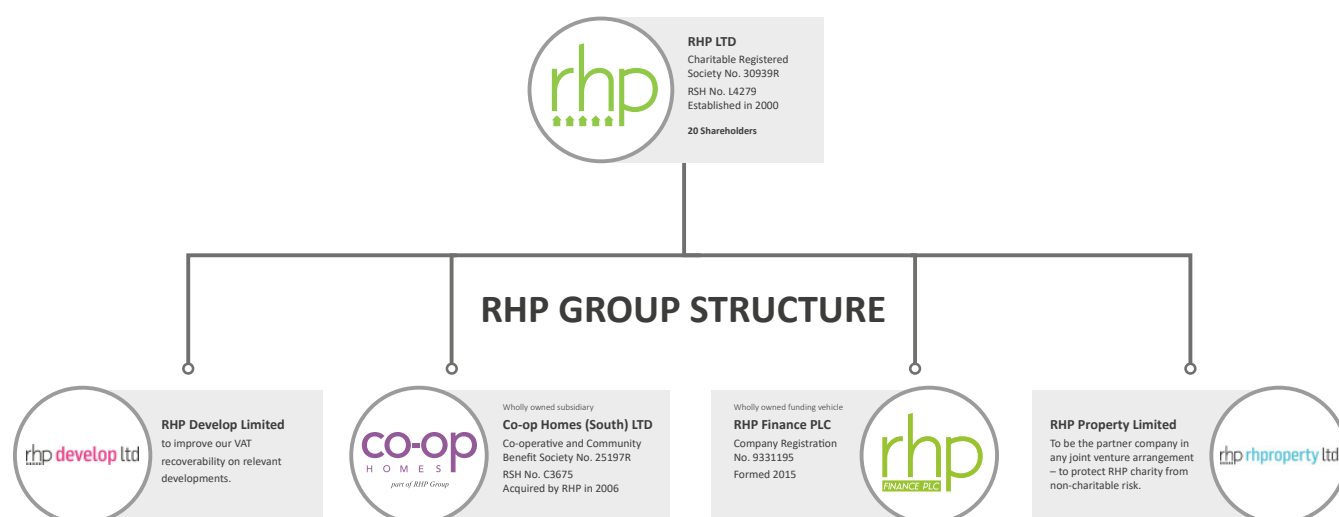 rhp
RHP LTD
Charitable Registered
Society No. 30939R
RSH No. L4279
Established in 2000
20 Shareholders
RHP GROUP STRUCTURE
rhp develop ltd
RHP Develop Limited
to improve our VAT
recoverability on relevant
developments.
co-op
HOMES
part of RHP Group
Wholly owned subsidiary
Co-op Homes (South) LTD
Co-operative and Community
Benefit Society No. 25197R
RSH No. C3675
Acquired by RHP in 2006
Wholly owned funding vehicle
RHP Finance PLC
Company Registration
No. 9331195
Formed 2015
rhp
FINANCE PLC
RHP Property Limited
To be the partner company in
any joint venture arrangement
– to protect RHP charity from
non-charitable risk.
rhp rhproperty ltd